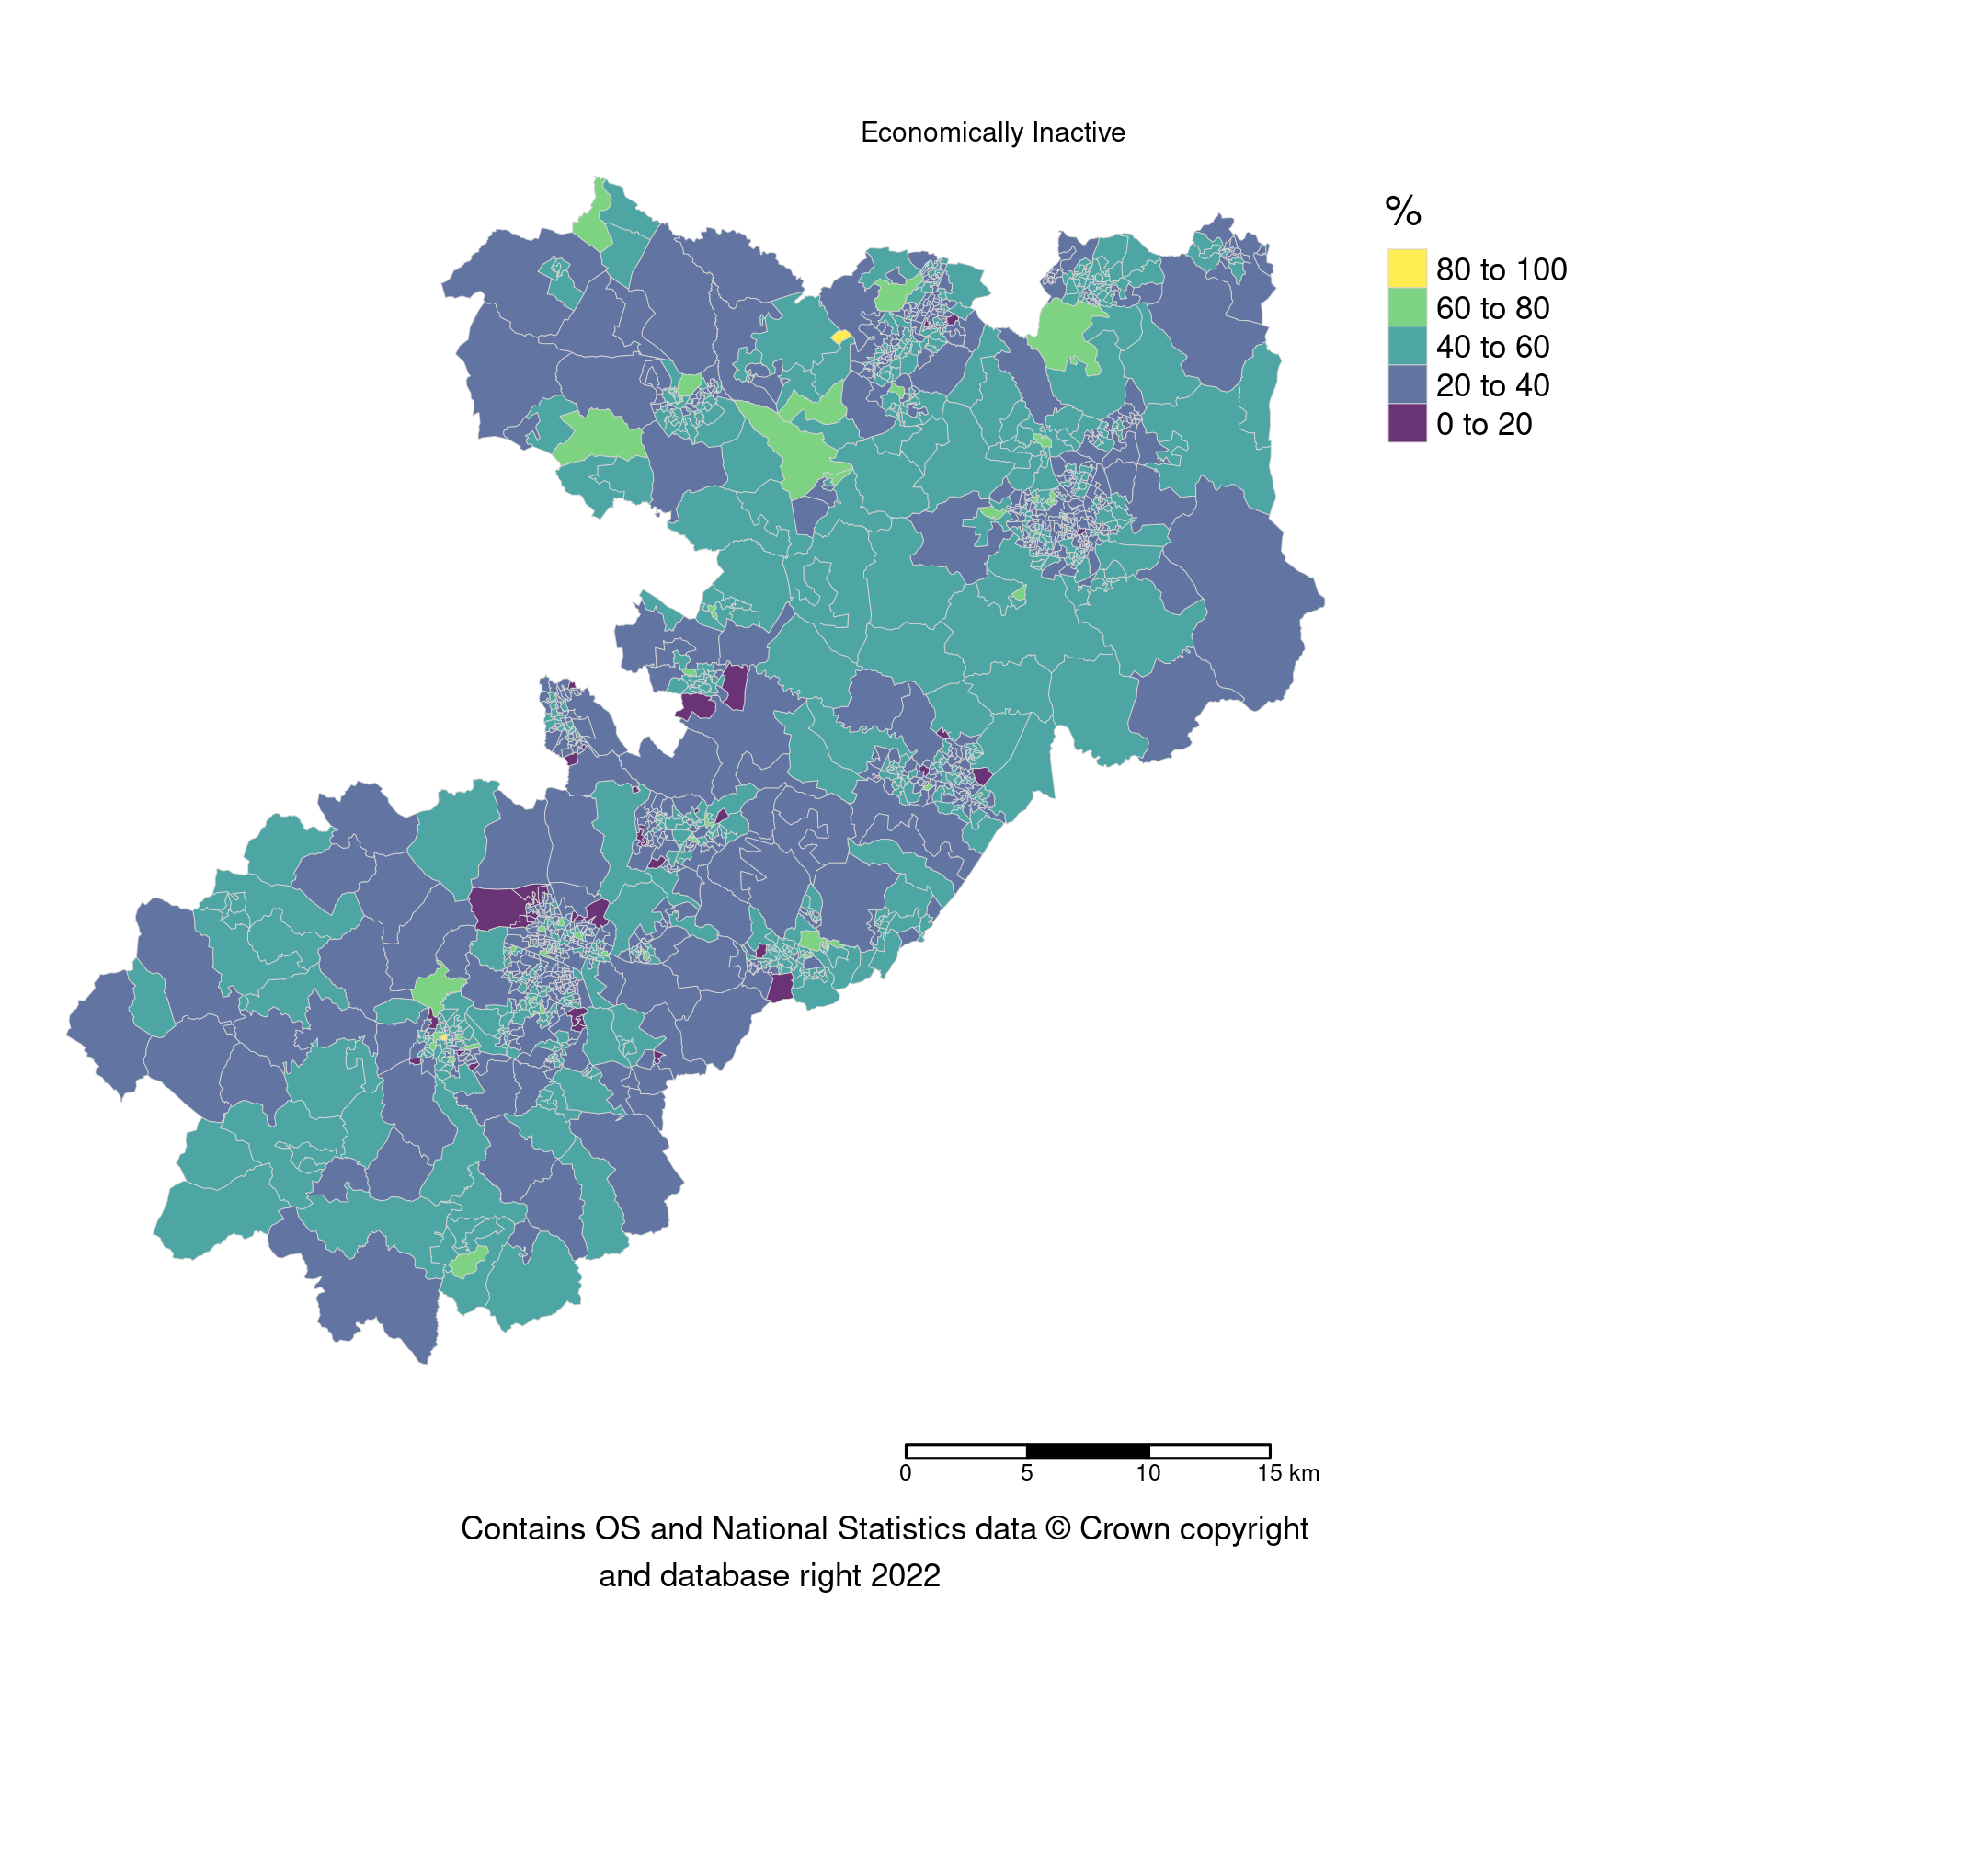 Economically Inactive
%
80 to 100
60 to 80
40 to 60
20 to 40
0 to 20
0 5 10 15 km
Contains OS and National Statistics data © Crown copyright
and database right 2022